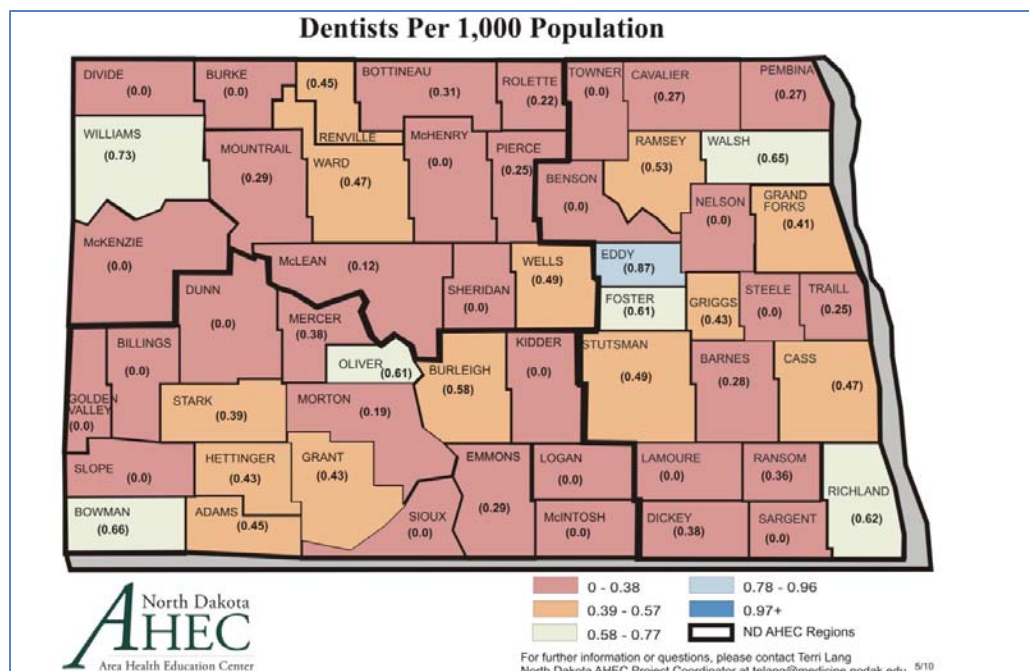 Dentists Per 1,000 Population
DIVIDE
(0.0)
BURKE
(0.0)
(0.45)
RENVILLE
BOTTINEAU
(0.31)
ROLETTE
(0.22)
TOWNER
(0.0)
CAVALIER
(0.27)
PEMBINA
(0.27)
WILLIAMS
(0.73)
MOUNTRAIL
(0.29)
WARD
(0.47)
McHENRY
(0.0)
PIERCE
(0.25)
BENSON
(0.0)
RAMSEY
(0.53)
WALSH
(0.65)
NELSON
(0.0)
GRAND
FORKS
(0.41)
McKENZIE
(0.0)
DUNN
(0.0)
McLEAN
(0.12)
MERCER
(0.38)
SHERIDAN
(0.0)
WELLS
(0.49)
EDDY
(0.87)
FOSTER
(0.61)
GRIGGS
(0.43)
STEELE
(0.0)
TRAILL
(0.25)
GOLDEN
VALLEY
(0.0)
BILLINGS
(0.0)
STARK
(0.39)
OLIVER
(0.61)
MORTON
(0.19)
BURLEIGH
(0.58)
KIDDER
(0.0)
STUTSMAN
(0.49)
BARNES
(0.28)
CASS
(0.47)
SLOPE
(0.0)
HETTINGER
(0.43)
GRANT
(0.43)
EMMONS
(0.29)
LOGAN
(0.0)
LAMOURE
(0.0)
RANSOM
(0.36)
RICHLAND
(0.62)
BOWMAN
(0.66)
ADAMS
(0.45)
SIOUX
(0.0)
McINTOSH
(0.0)
DICKEY
(0.38)
SARGENT
(0.0)
North Dakota
AHEC
Area Health Education Center
0 - 0.38
0.39 - 0.57
0.58 - 0.77
0.78 - 0.96
0.97+
ND AHEC Regions
For further information or questions, please contact Terri Lang
North Dakota AHEC Project Coordinator at
5/10